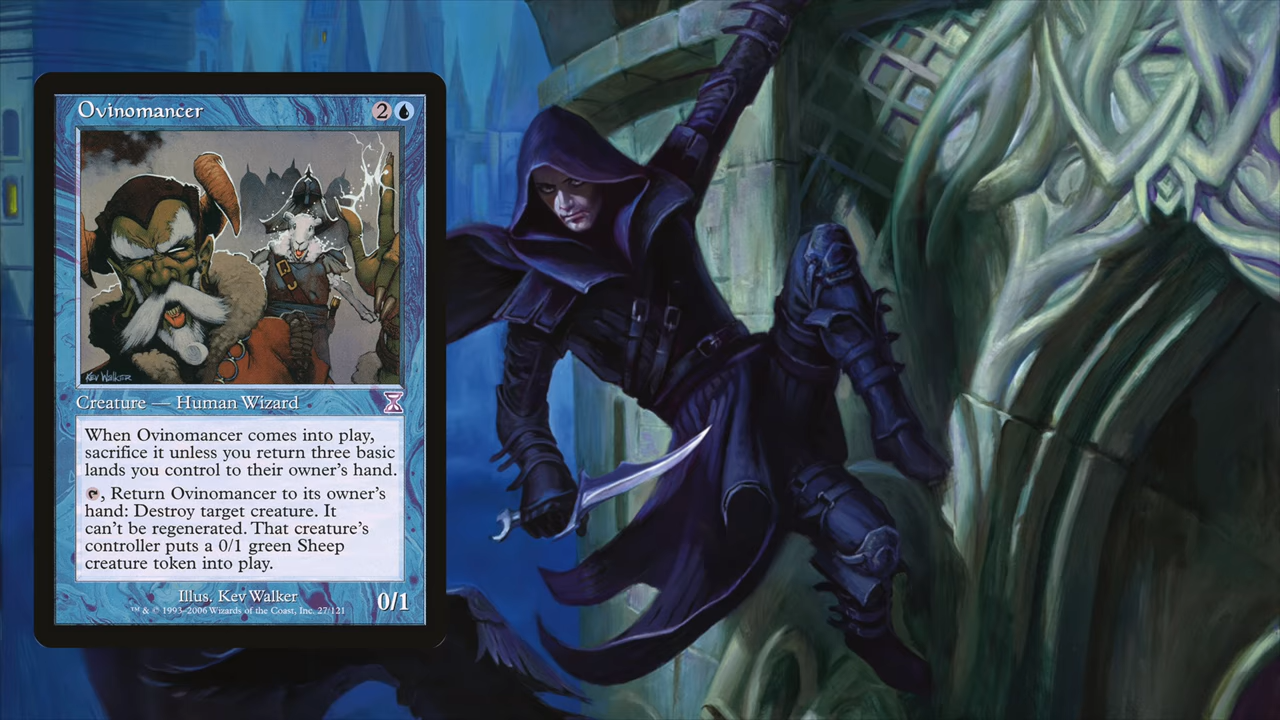 Ovinomancer 2
KEV WALKER
Creature — Human Wizard
When Ovinomancer comes into play,
sacrifice it unless you return three basic
lands you control to their owner's hand.
, Return Ovinomancer to its owner's
hand: Destroy target creature. It
can't be regenerated. That creature's
controller puts a 0/1 green Sheep
creature token into play.
Illus. Kev Walker
™ & © 1993–2006 Wizards of the Coast, Inc. 27/121
0/1